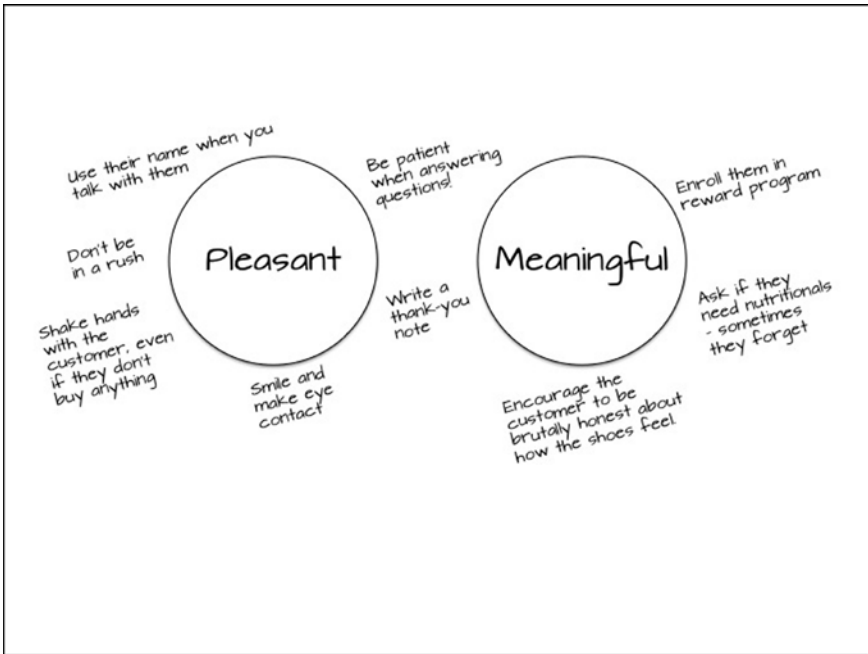 Use their name when you
talk with them
Be patient
when answering
questions!
Enroll them in
reward program
Don't be
in a rush
Pleasant
Meaningful
Write a
thank-you
note
Ask if they
need nutritionals
- sometimes
they forget
Shake hands
with the
customer, even
if they don't
buy anything
Smile and
make eye
contact
Encourage the
customer to be
brutally honest about
how the shoes feel.